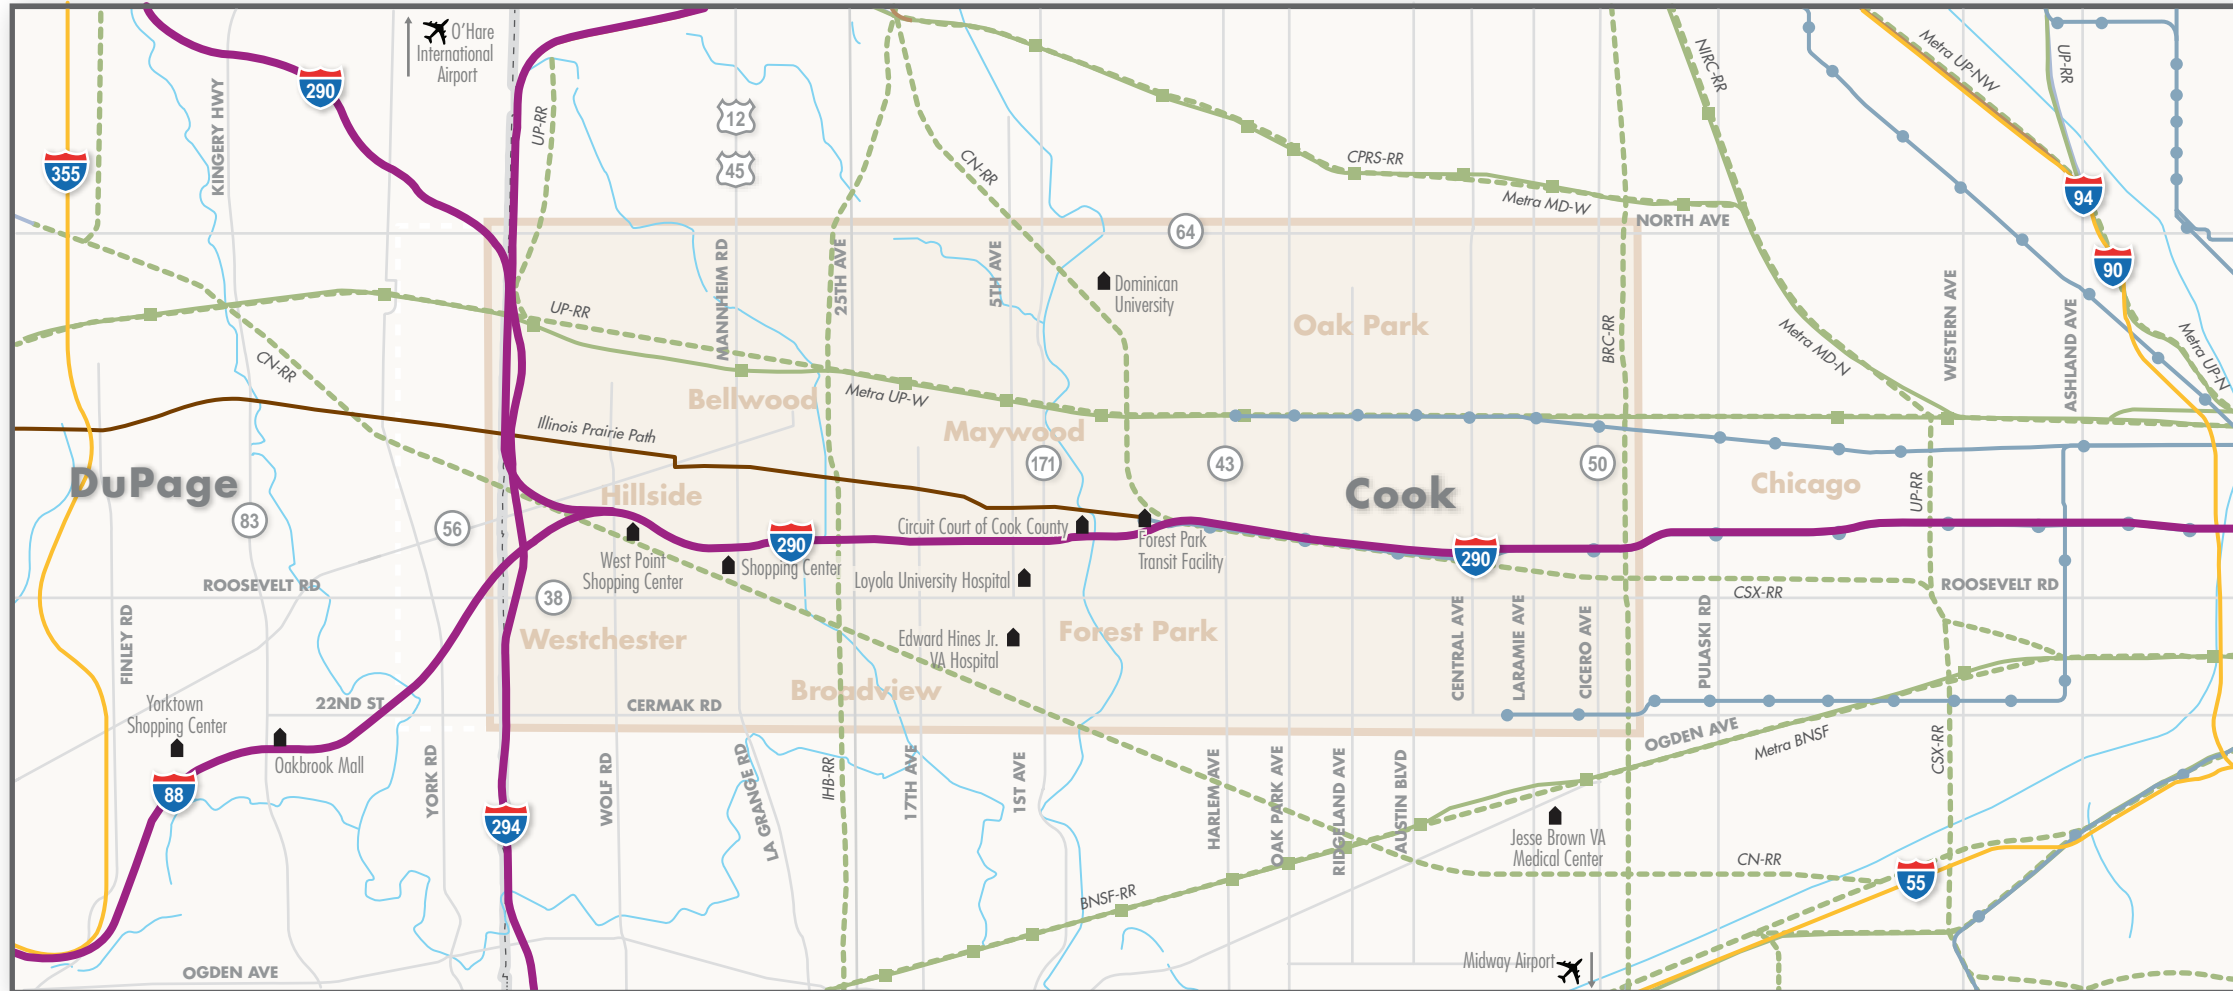 O'Hare
International
Airport
290
KINGERY HWY
355
UP-RR
12
45
CN-RR
CPRS-RR
Metra MD-W
NIRC-RR
Metra UP-NW
UP-RR
94
NORTH AVE
64
90
MANNHEIM RD
25TH AVE
5TH AVE
Dominican
University
Oak Park
BRC-RR
WESTERN AVE
ASHLAND AVE
Metra MD-N
Metra UP-N
UP-RR
CN-RR
Bellwood
Metra UP-W
Illinois Prairie Path
Maywood
171
43
50
DuPage
Hillside
Cook
Chicago
UP-RR
83
56
290
Circuit Court of Cook County
Forest Park
Transit Facility
290
West Point
Shopping Center
Shopping Center
Loyola University Hospital
ROOSEVELT RD
38
ROOSEVELT RD
CSX-RR
FINLEY RD
Westchester
Edward Hines Jr.
VA Hospital
Forest Park
CENTRAL AVE
LARAMIE AVE
CICERO AVE
PULASKI RD
Broadview
Yorktown
Shopping Center
22ND ST
CERMAK RD
OGDEN AVE
Metra BNSF
CSX-RR
Oakbrook Mall
88
YORK RD
294
WOLF RD
LA GRANGE RD
IHB-RR
17TH AVE
1ST AVE
HARLEM AVE
OAK PARK AVE
RIDGELAND AVE
AUSTIN BLVD
Jesse Brown VA
Medical Center
CN-RR
55
BNSF-RR
OGDEN AVE
Midway Airport